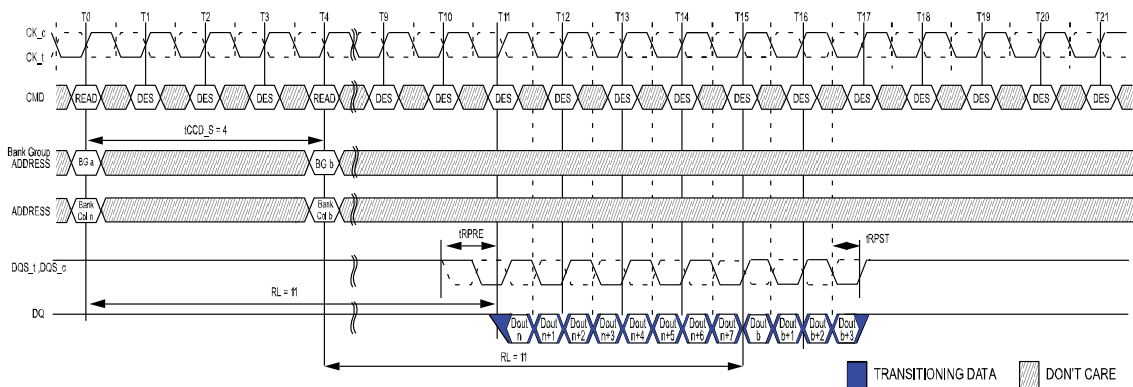 T0 T1 T2 T3 T4 T9 T10 T11 T12 T13 T14 T15 T16 T17 T18 T19 T20 T21
CK_c
CK_t
CMD READ DES DES DES READ DES DES DES DES DES DES DES DES DES DES DES DES DES
tCCD_S = 4
Bank Group
ADDRESS BG a BG b
ADDRESS Bank Col n Bank Col b
tRPRE tRPST
DQS_t,DQS_c
RL = 11
DQ Dout n Dout n+1 Dout n+2 Dout n+3 Dout n+4 Dout n+5 Dout n+6 Dout n+7 Dout b Dout b+1 Dout b+2 Dout b+3
RL = 11
TRANSITIONING DATA DON'T CARE